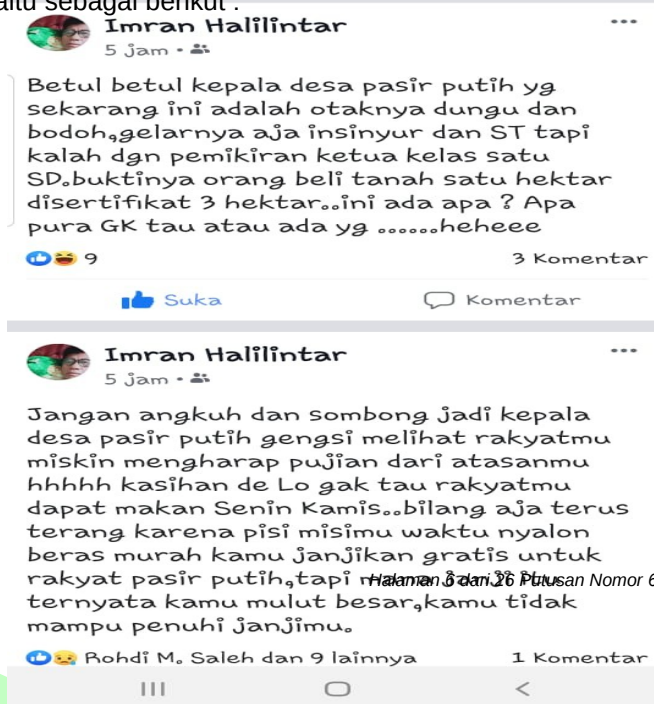 aitu sebagai berikut :
Imran Halilintar
5 jam •
Betul betul kepala desa pasir putih yg
sekarang ini adalah otaknya dungu dan
bodoh,gelarnya aja insinyur dan ST tapi
kalah dgn pemikiran ketua kelas satu
SD.buktinya orang beli tanah satu hektar
disertifikat 3 hektar..ini ada apa ? Apa
pura GK tau atau ada yg ......heheee
9 3 Komentar
Suka Komentar
Imran Halilintar
5 jam •
Jangan angkuh dan sombong jadi kepala
desa pasir putih gengsi melihat rakyatmu
miskin mengharap pujian dari atasanmu
hhhhh kasihan de Lo gak tau rakyatmu
dapat makan Senin Kamis..bilang aja terus
terang karena pisi misimu waktu nyalon
beras murah kamu janjikan gratis untuk
rakyat pasir putih,tapi
Halaman 6 dari 26 Putusan Nomor 6
ternyata kamu mulut besar,kamu tidak
mampu penuhi janjimu.
Rohdi M. Saleh dan 9 lainnya 1 Komentar